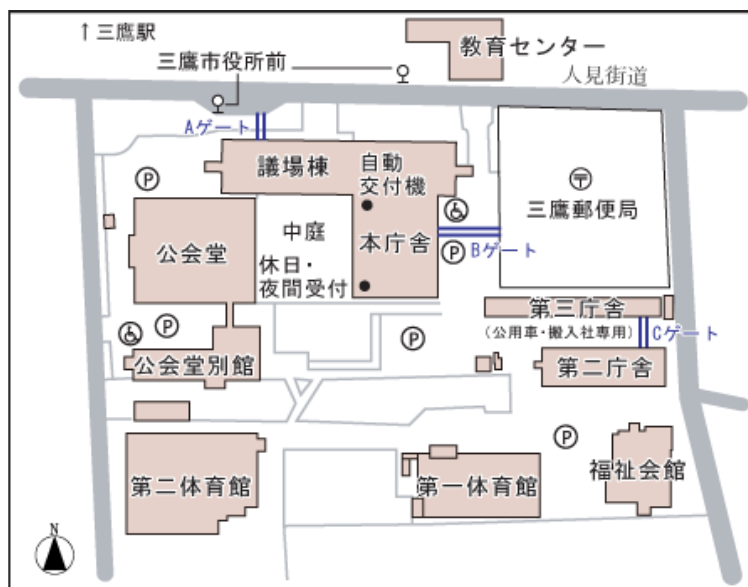 ↑三鷹駅
教育センター
三鷹市役所前
人見街道
Aゲート
議場棟
自動
交付機
P
三鷹郵便局
中庭
本庁舎
公会堂
P
Bゲート
休日・
夜間受付
第三庁舎
(公用車・搬入社専用)
Cゲート
P
P
公会堂別館
第二庁舎
P
第二体育館
第一体育館
福祉会館
N